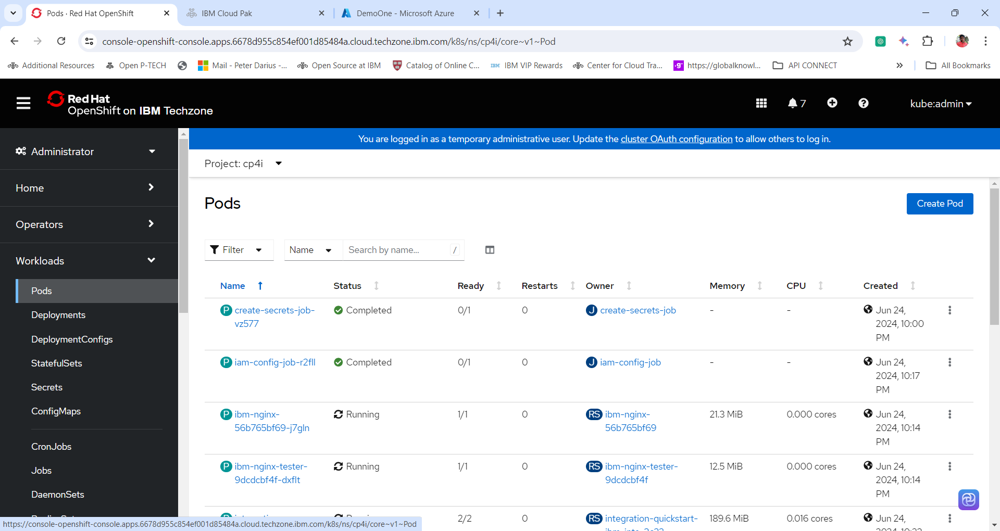 Pods · Red Hat OpenShift
IBM Cloud Pak
DemoOne - Microsoft Azure
console-openshift-console.apps.6678d955c854ef001d85484a.cloud.techzone.ibm.com/k8s/ns/cp4i/core~v1~Pod
Additional Resources
Open P-TECH
Mail - Peter Darius -...
Open Source at IBM
Catalog of Online C...
IBM VIP Rewards
Center for Cloud Tra...
https://globalknowl...
API CONNECT
All Bookmarks
Red Hat
OpenShift on IBM Techzone
7
kube:admin
You are logged in as a temporary administrative user. Update the cluster OAuth configuration to allow others to log in.
Administrator
Home
Operators
Workloads
Pods
Deployments
DeploymentConfigs
StatefulSets
Secrets
ConfigMaps
CronJobs
Jobs
DaemonSets
Project: cp4i
Pods
Create Pod
Filter
Name
Search by name...
/
Name Status Ready Restarts Owner Memory CPU Created
P create-secrets-job- Completed 0/1 0 J create-secrets-job - - Jun 24,
vz577 2024, 10:00
PM
P iam-config-job-r2fll Completed 0/1 0 J iam-config-job - - Jun 24,
2024, 10:17
PM
P ibm-nginx- Running 1/1 0 RS ibm-nginx- 21.3 MiB 0.000 cores Jun 24,
56b765bf69-j7gln 56b765bf69 2024, 10:14
PM
P ibm-nginx-tester- Running 1/1 0 RS ibm-nginx-tester- 12.5 MiB 0.000 cores Jun 24,
9dcdcbf4f-dxflt 9dcdcbf4f 2024, 10:14
PM
2/2 0 RS integration-quickstart- 189.6 MiB 0.016 cores Jun 24,
https://console-openshift-console.apps.6678d955c854ef001d85484a.cloud.techzone.ibm.com/k8s/ns/cp4i/core~v1~Pod